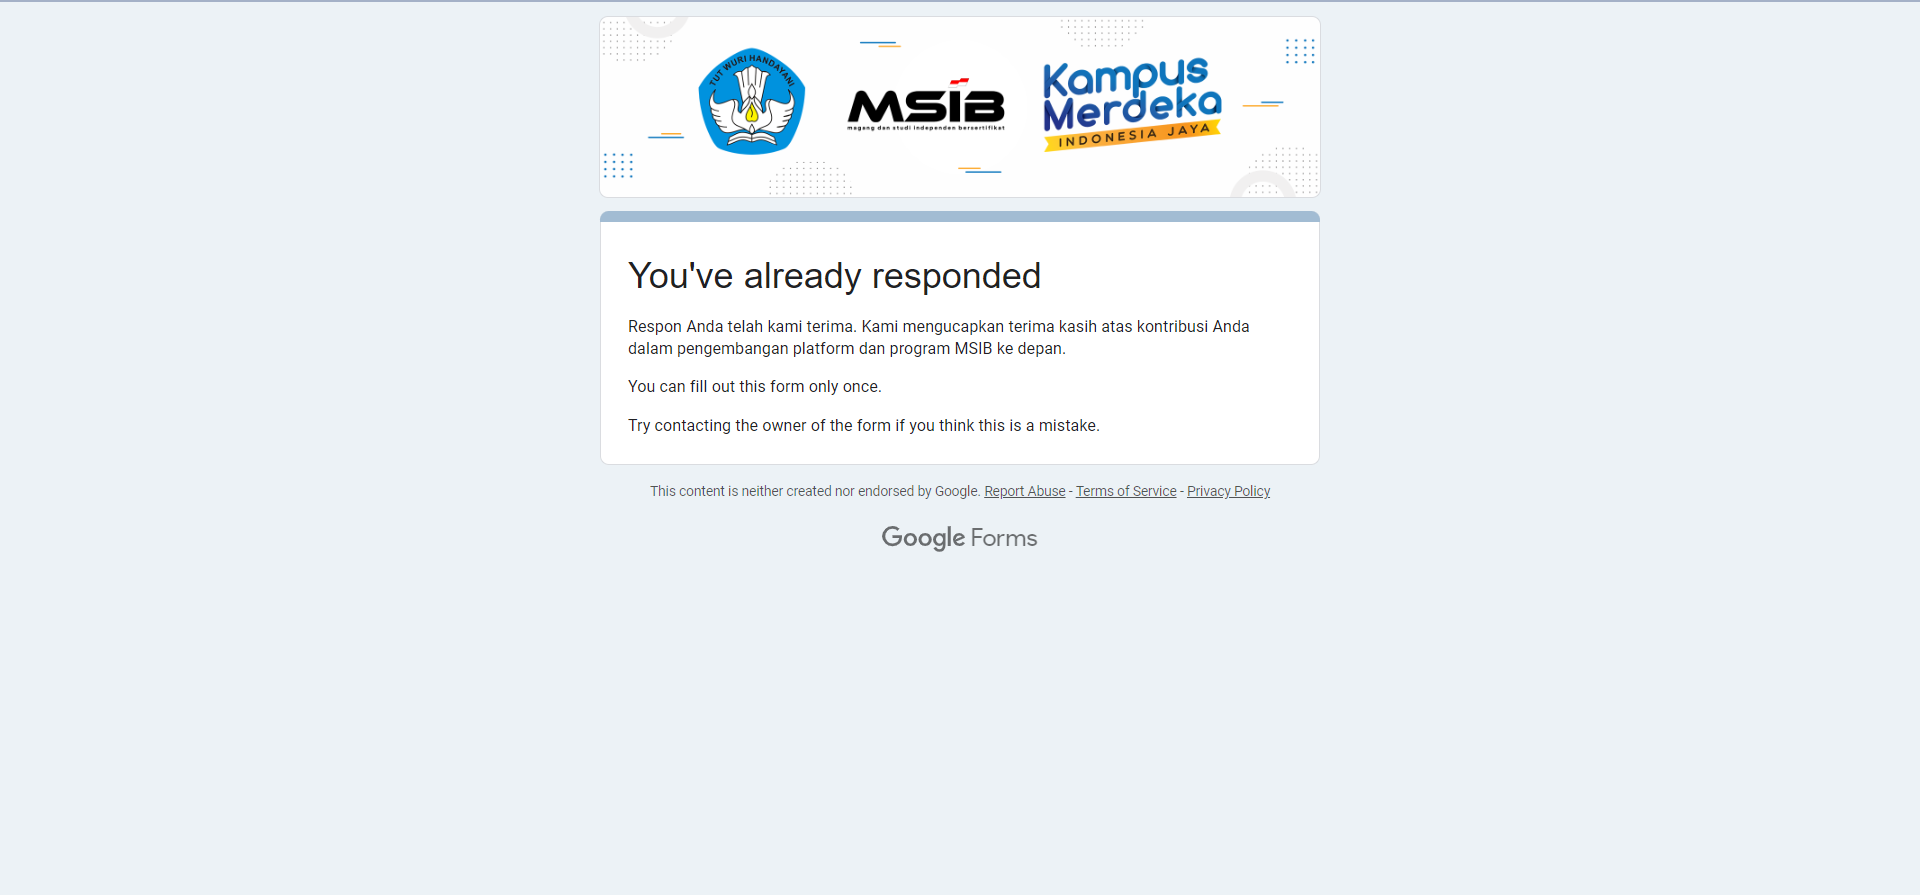 TUT WURI HANDAYANI
MSIB
magang dan studi independen bersertifikat
Kampus
Merdeka
INDONESIA JAYA
You've already responded
Respon Anda telah kami terima. Kami mengucapkan terima kasih atas kontribusi Anda
dalam pengembangan platform dan program MSIB ke depan.
You can fill out this form only once.
Try contacting the owner of the form if you think this is a mistake.
This content is neither created nor endorsed by Google. Report Abuse - Terms of Service - Privacy Policy
Google Forms